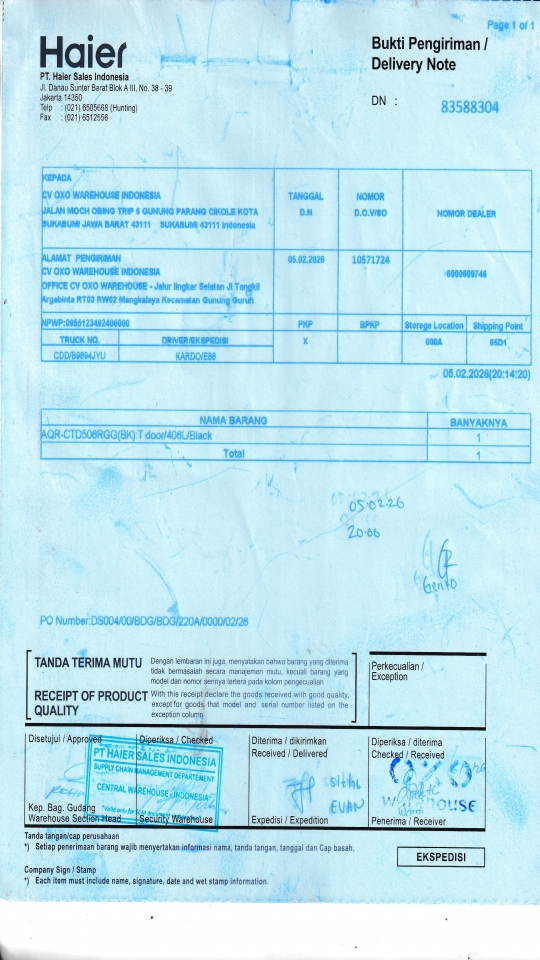 Page 1 of 1
Haier
Bukti Pengiriman /
Delivery Note
PT. Haier Sales Indonesia
Jl. Danau Sunter Barat Blok A III, No. 38 - 39
Jakarta 14350
Telp : (021) 6505668 (Hunting)
Fax : (021) 6512556
DN : 83588304
KEPADA
CV OXO WAREHOUSE INDONESIA
JALAN MOCH OBING TRIP 6 GUNUNG PARANG CIKOLE KOTA
SUKABUMI JAWA BARAT 43111 SUKABUMI 43111 Indonesia
TANGGAL
D.N
NOMOR
D.O.V/SO
NOMOR DEALER
ALAMAT PENGIRIMAN
CV OXO WAREHOUSE INDONESIA
OFFICE CV OXO WAREHOUSE - Jalur lingkar Selatan Jl Tangkil
Argabinta RT03 RW02 Mangkalaya Kecamatan Gunung Guruh
05.02.2026
10571724
6000609746
NPWP:0955123492406000
PKP
BPKP
Storege Location
Shipping Point
TRUCK NO.
DRIVER/EKSPEDISI
X
000A
65D1
CDD/B9894JYU
KARDO/E88
05.02.2026(20:14:20)
NAMA BARANG
BANYAKNYA
AQR-CTD506RGG(BK):T door/406L/Black
1
Total
1
05.02.26
20.00
Gento
PO Number:DS004/00/BDG/BDG/220A/0000/02/26
TANDA TERIMA MUTU
Dengan lembaran ini juga, menyatakan bahwa barang yang diterima
tidak bermasalah secara manajemen mutu, kecuali barang yang
model dan nomor serinya tertera pada kolom pengecualian
RECEIPT OF PRODUCT
QUALITY
With this receipt declare the goods received with good quality,
except for goods that model and serial number listed on the
exception column
Perkecualian /
Exception
Disetujui / Approved
Diperiksa / Checked
Diterima / dikirimkan
Received / Delivered
Diperiksa / diterima
Checked / Received
PT HAIER SALES INDONESIA
SUPPLY CHAIN MANAGEMENT DEPARTEMENT
CENTRAL WAREHOUSE - INDONESIA
EVAN
warehouse
Kep. Bag. Gudang
Warehouse Section Head
Security Warehouse
Expedisi / Expedition
Penerima / Receiver
Tanda tangan/cap perusahaan
*) Setiap penerimaan barang wajib menyertakan informasi nama, tanda tangan, tanggal dan Cap basah.
EKSPEDISI
Company Sign / Stamp
*) Each item must include name, signature, date and wet stamp information.